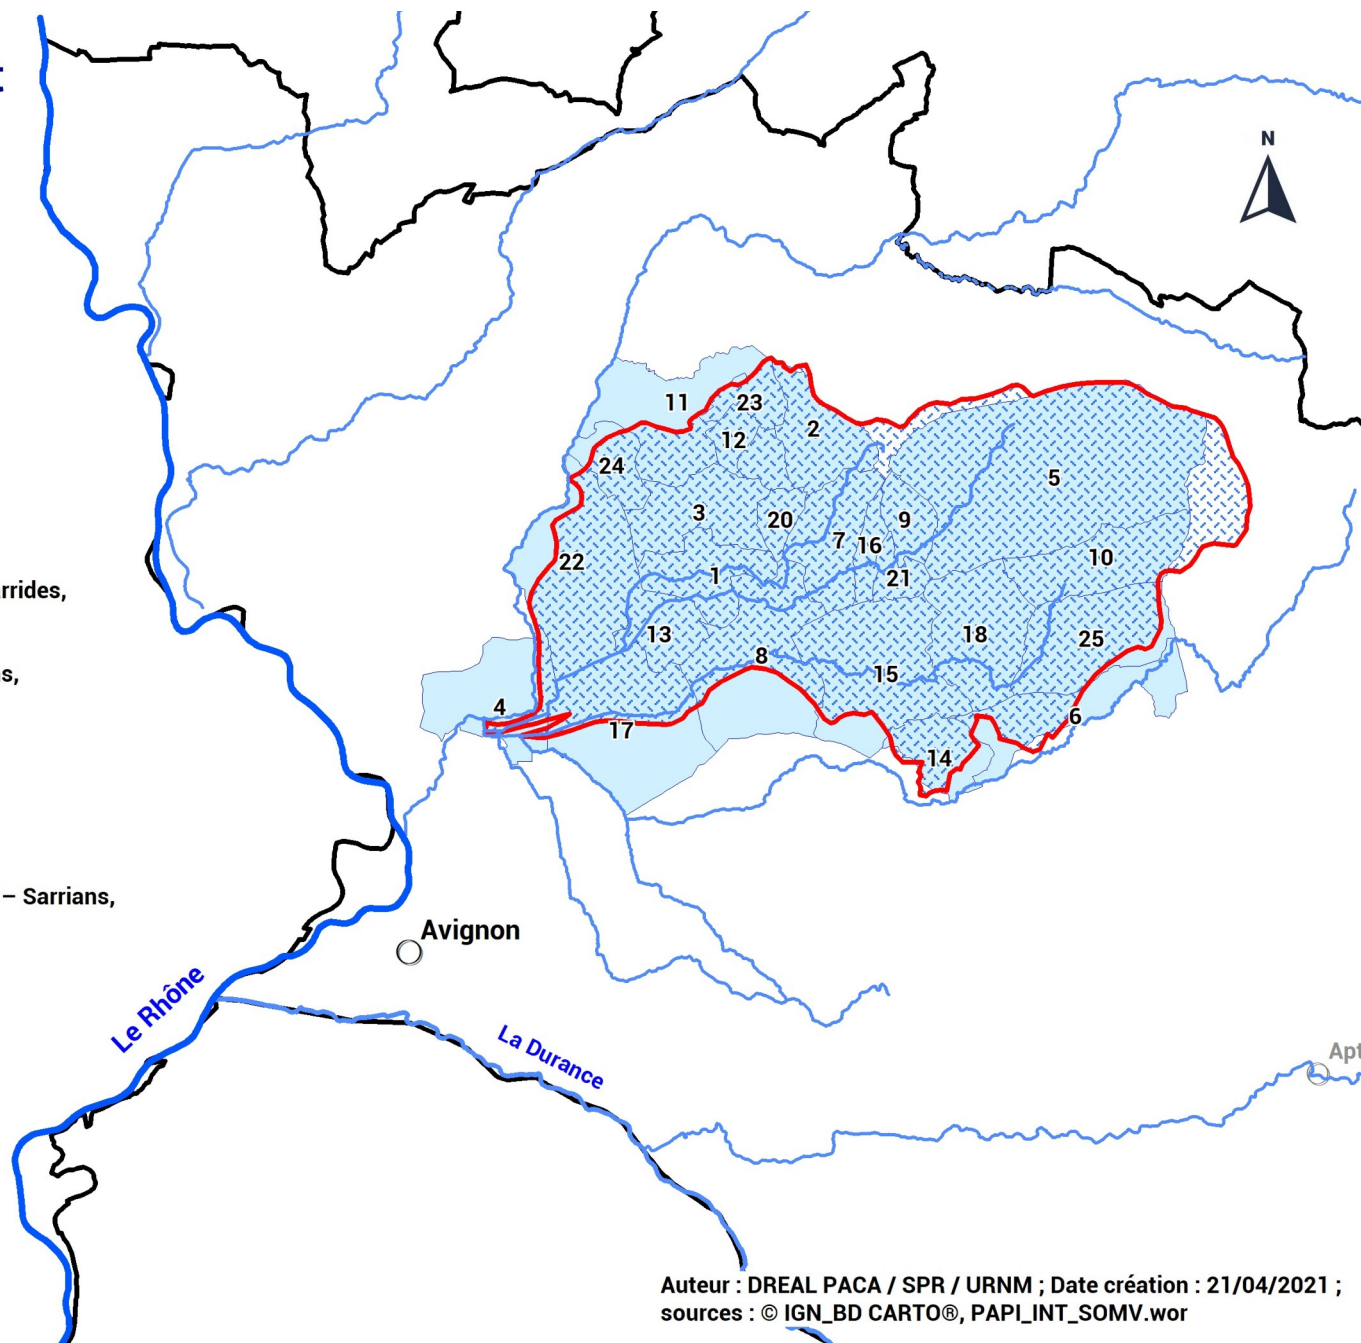 N
11
23
2
12
24
5
3
20
9
7
16
22
10
1
21
rrides,
13
18
25
8
s,
15
4
6
17
14
– Sarrians,
Avignon
Le Rhône
La Durance
Apt
Auteur : DREAL PACA / SPR / URNM ; Date création : 21/04/2021 ;
sources : © IGN_BD CARTO®, PAPI_INT_SOMV.wor